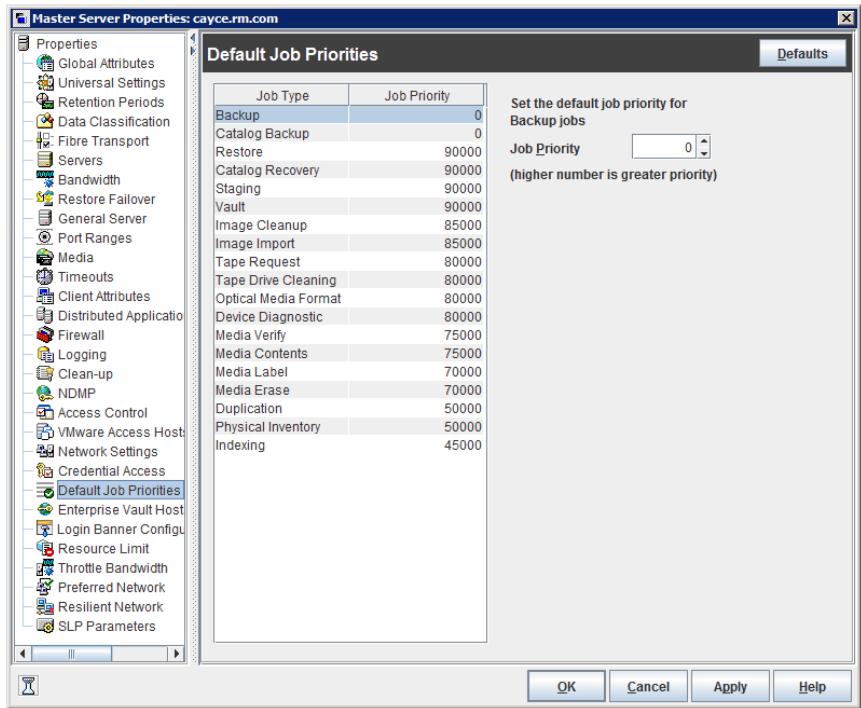 Master Server Properties: cayce.rm.com
Properties
Global Attributes
Universal Settings
Retention Periods
Data Classification
Fibre Transport
Servers
Bandwidth
Restore Failover
General Server
Port Ranges
Media
Timeouts
Client Attributes
Distributed Applicatio
Firewall
Logging
Clean-up
NDMP
Access Control
VMware Access Hosts
Network Settings
Credential Access
Default Job Priorities
Enterprise Vault Host
Login Banner Configu
Resource Limit
Throttle Bandwidth
Preferred Network
Resilient Network
SLP Parameters
Default Job Priorities
Defaults
Job Type Job Priority
Backup 0
Catalog Backup 0
Restore 90000
Catalog Recovery 90000
Staging 90000
Vault 90000
Image Cleanup 85000
Image Import 85000
Tape Request 80000
Tape Drive Cleaning 80000
Optical Media Format 80000
Device Diagnostic 80000
Media Verify 75000
Media Contents 75000
Media Label 70000
Media Erase 70000
Duplication 50000
Physical Inventory 50000
Indexing 45000
Set the default job priority for
Backup jobs
Job Priority 0
(higher number is greater priority)
OK Cancel Apply Help